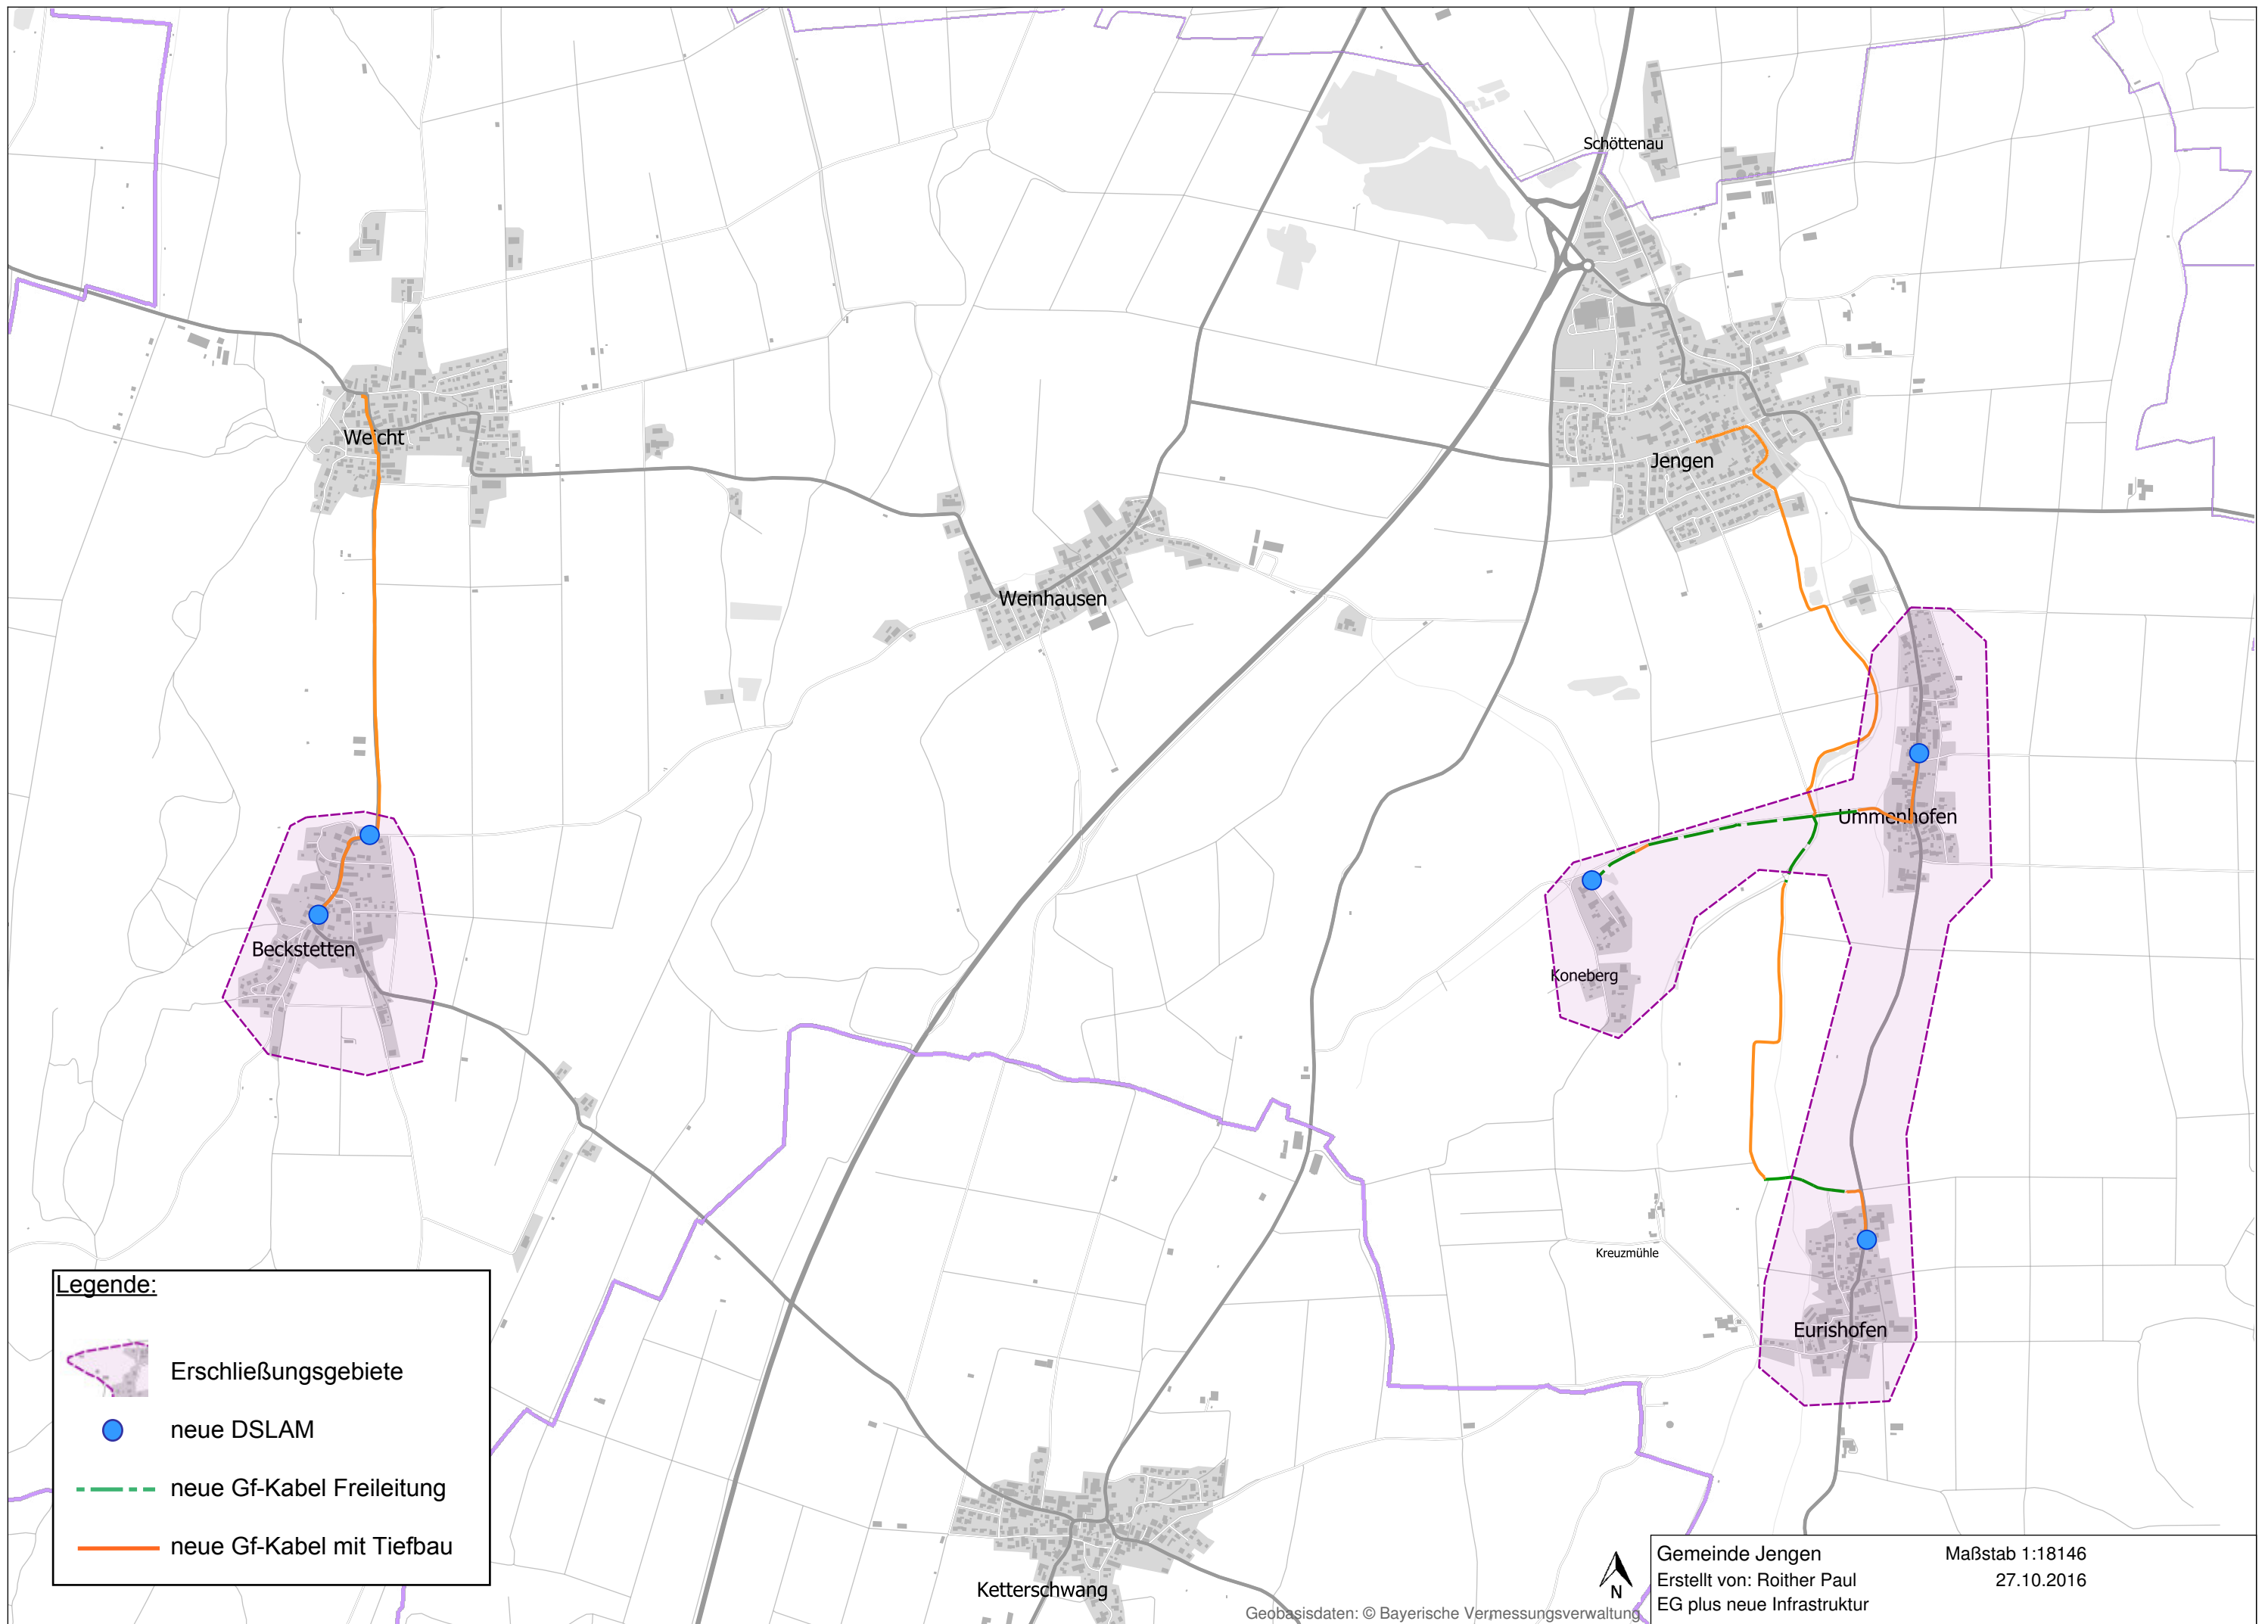 Schöttenau
Weicht
Jengen
Weinhausen
Ummenhofen
Beckstetten
Koneberg
Kreuzmühle
Eurishofen
Ketterschwang
Legende:
Erschließungsgebiete
neue DSLAM
neue Gf-Kabel Freileitung
neue Gf-Kabel mit Tiefbau
N
Geobasisdaten: © Bayerische Vermessungsverwaltung
Gemeinde Jengen Maßstab 1:18146
Erstellt von: Roither Paul 27.10.2016
EG plus neue Infrastruktur